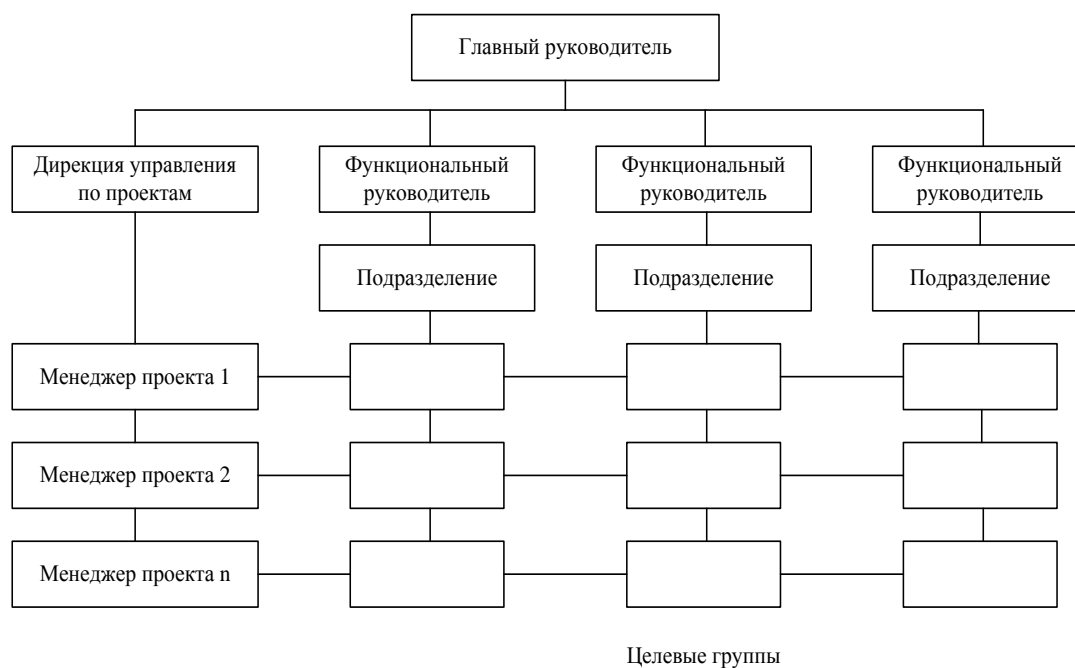 Главный руководитель
Дирекция управления
по проектам
Функциональный
руководитель
Функциональный
руководитель
Функциональный
руководитель
Подразделение
Подразделение
Подразделение
Менеджер проекта 1
Менеджер проекта 2
Менеджер проекта n
Целевые группы